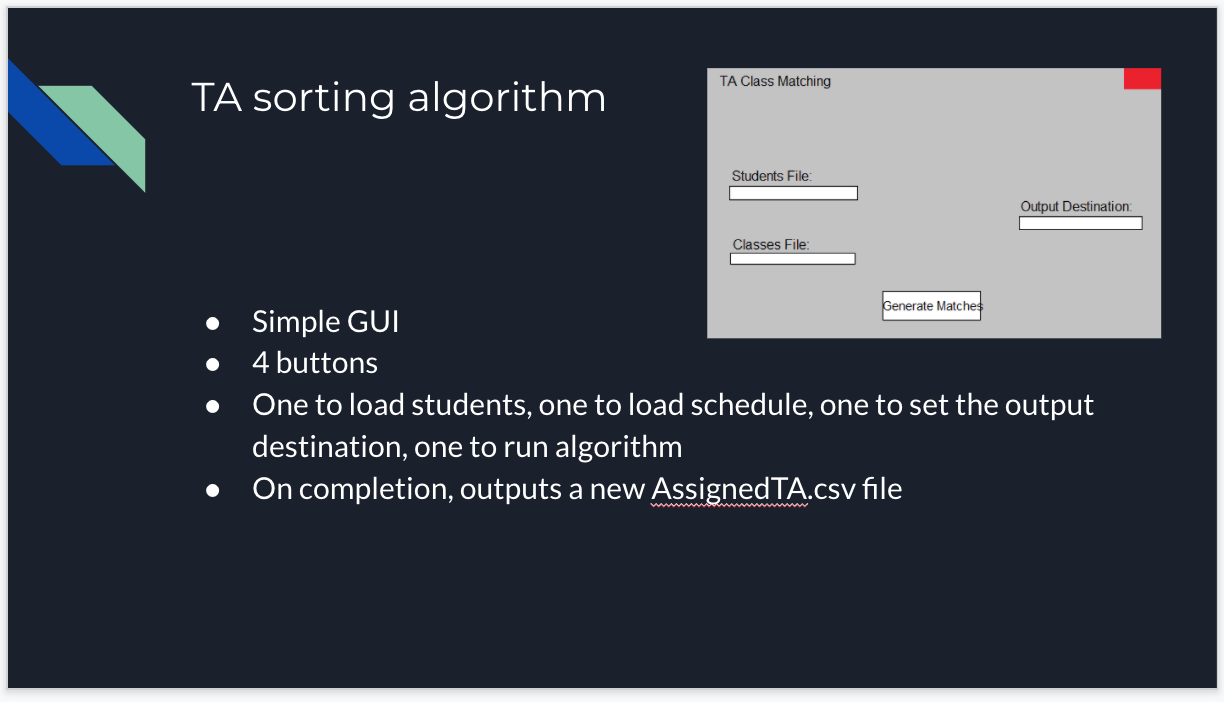 TA sorting algorithm
TA Class Matching
Students File:
Output Destination:
Classes File:
Generate Matches
● Simple GUI
● 4 buttons
● One to load students, one to load schedule, one to set the output
destination, one to run algorithm
● On completion, outputs a new AssignedTA.csv file